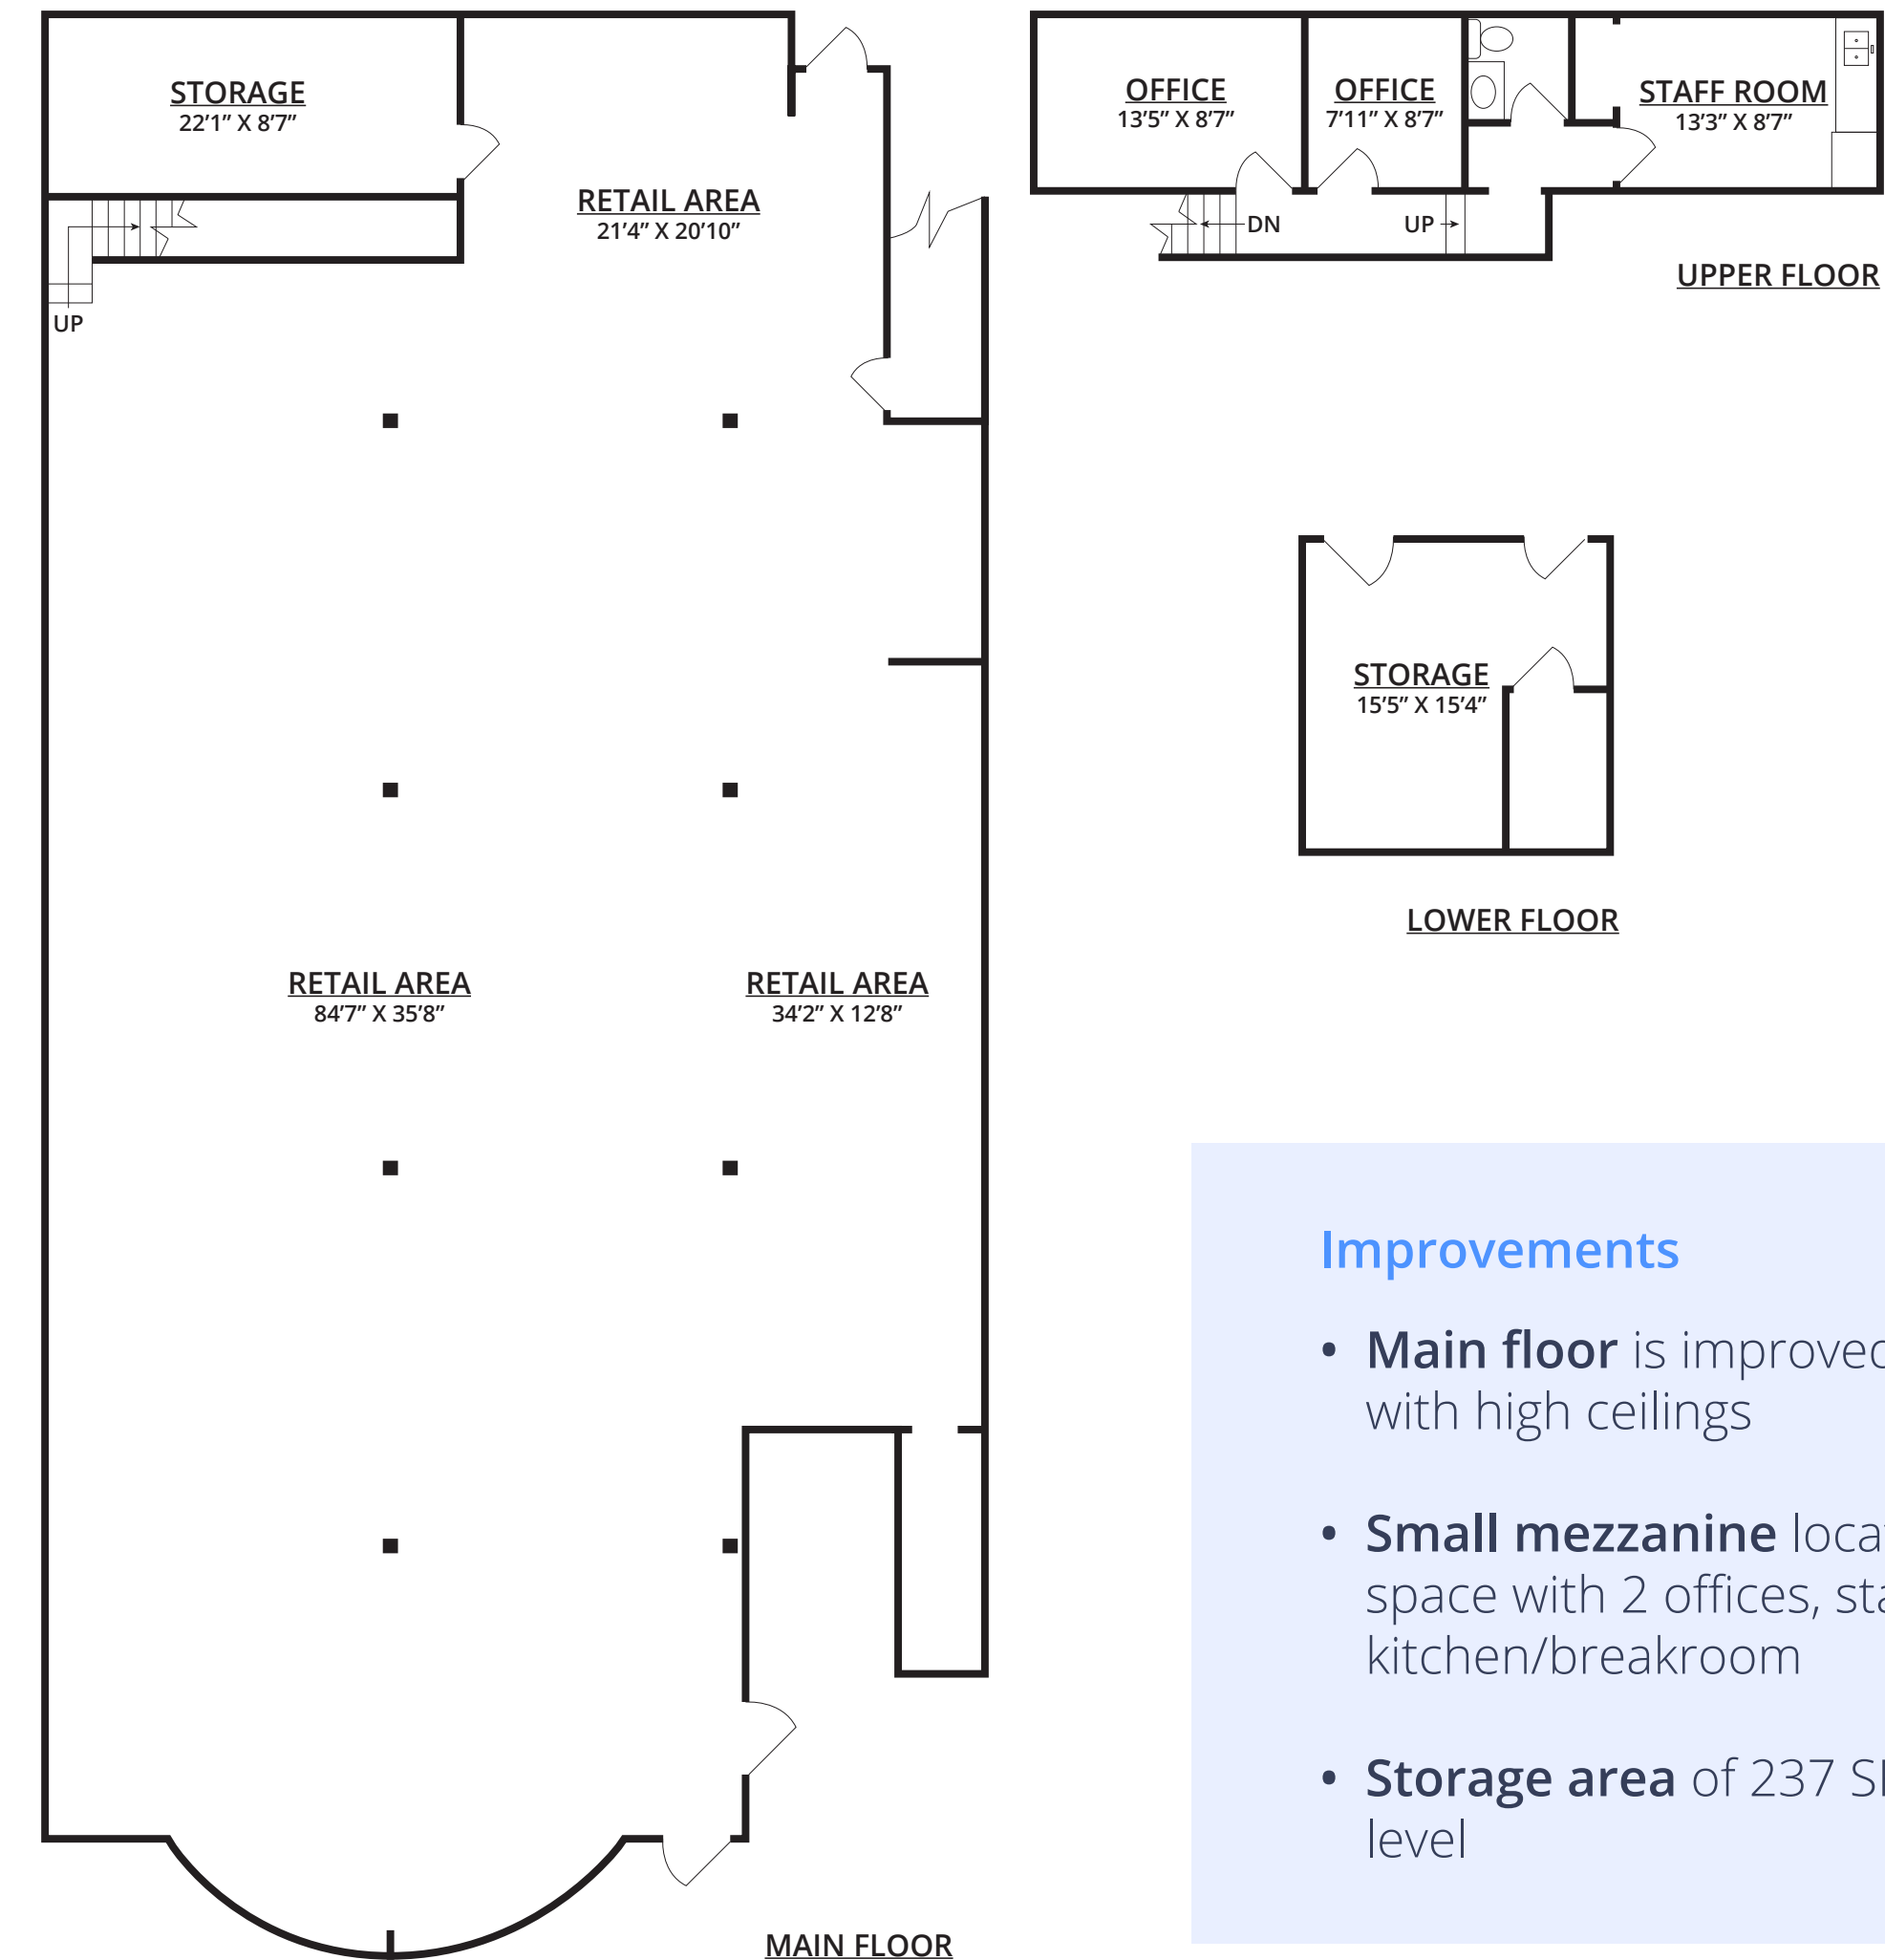 STORAGE
22’1” X 8’7”
RETAIL AREA
21’4” X 20’10”
UP
RETAIL AREA
84’7” X 35’8”
RETAIL AREA
34’2” X 12’8”
MAIN FLOOR
OFFICE
13’5” X 8’7”
OFFICE
7’11” X 8’7”
STAFF ROOM
13’3” X 8’7”
DN
UP
UPPER FLOOR
STORAGE
15’5” X 15’4”
LOWER FLOOR
Improvements
• Main floor is improved
with high ceilings
• Small mezzanine
space with 2 offices,
kitchen/breakroom
• Storage area of 237
level